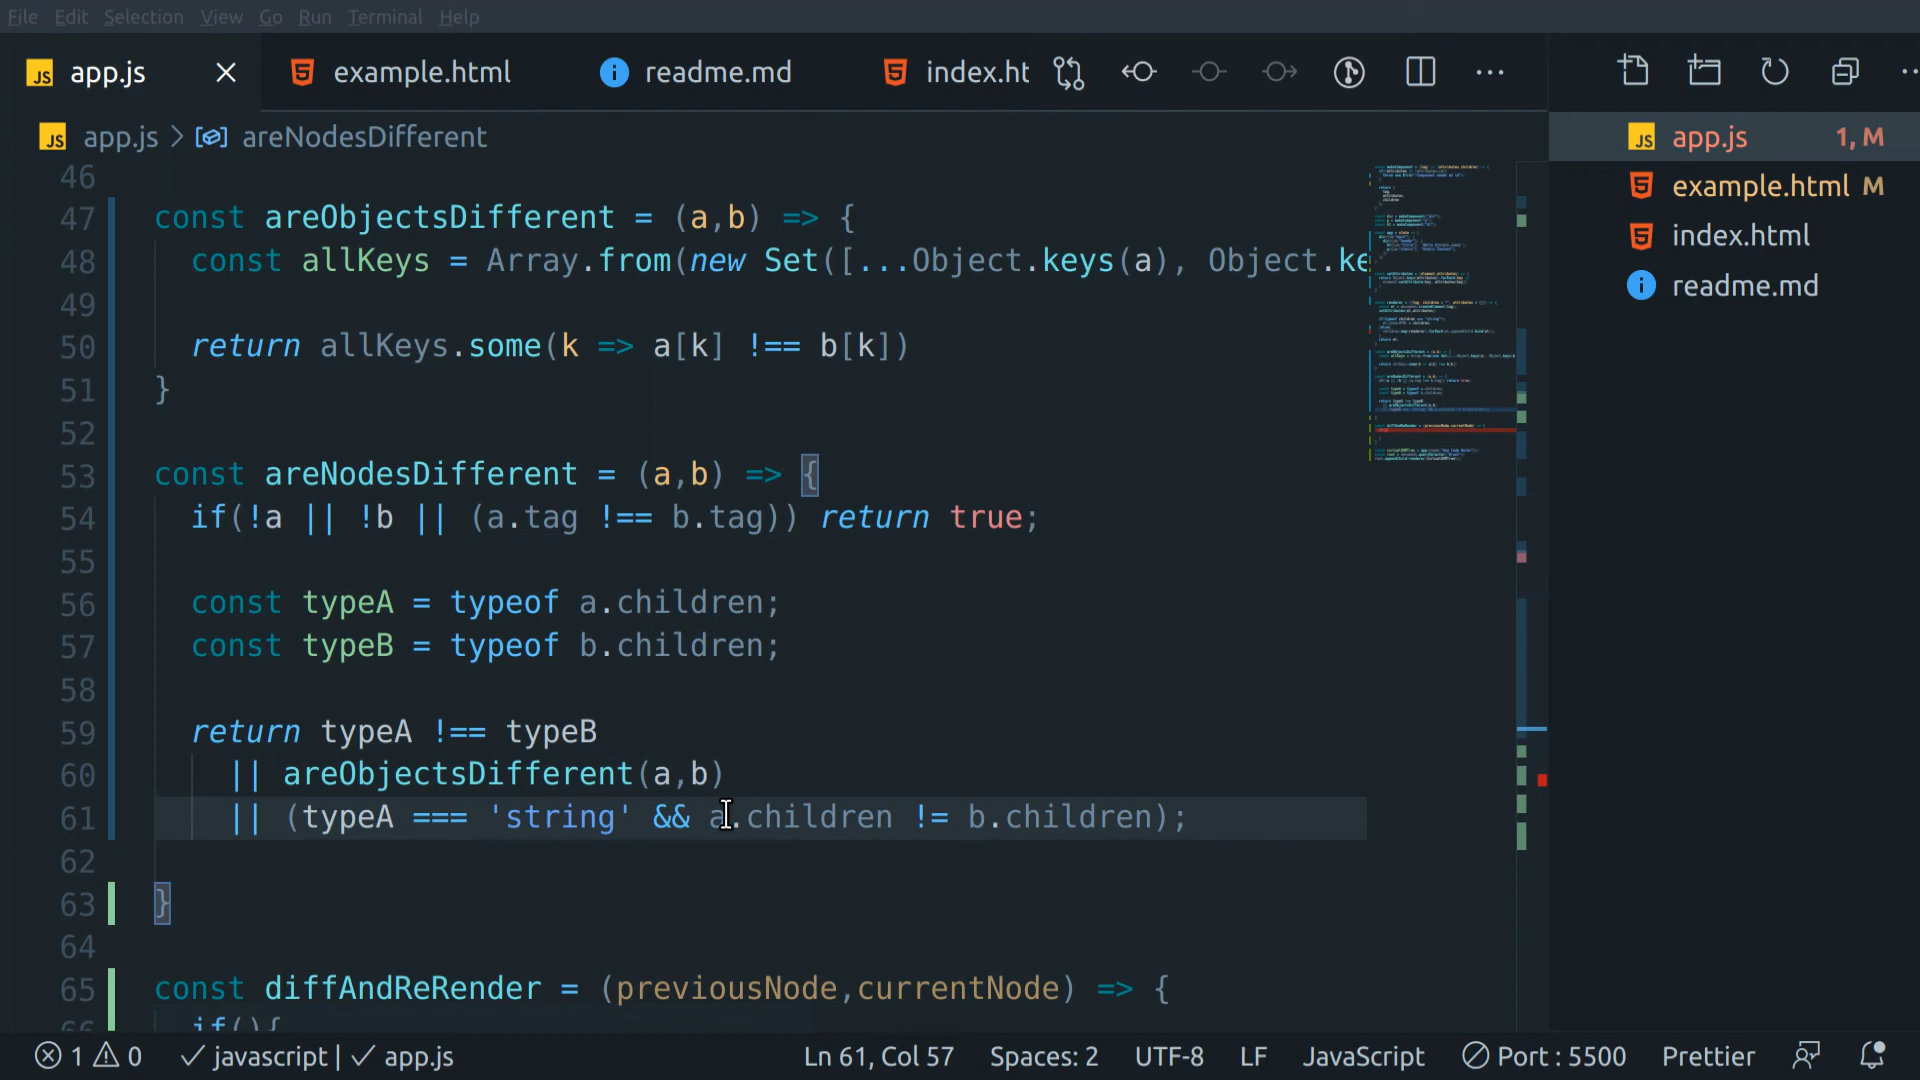 File Edit Selection View Go Run Terminal Help
JS app.js example.html readme.md index.ht
JS app.js > areNodesDifferent
46
47 const areObjectsDifferent = (a,b) => {
48 const allKeys = Array.from(new Set([...Object.keys(a), Object.ke
49
50 return allKeys.some(k => a[k] !== b[k])
51 }
52
53 const areNodesDifferent = (a,b) => {
54 if(!a || !b || (a.tag !== b.tag)) return true;
55
56 const typeA = typeof a.children;
57 const typeB = typeof b.children;
58
59 return typeA !== typeB
60 || areObjectsDifferent(a,b)
61 || (typeA === 'string' && a.children != b.children);
62
63 }
64
65 const diffAndReRender = (previousNode,currentNode) => {
66 if(){
JS app.js 1, M
example.html M
index.html
readme.md
1 0 javascript | app.js Ln 61, Col 57 Spaces: 2 UTF-8 LF JavaScript Port : 5500 Prettier